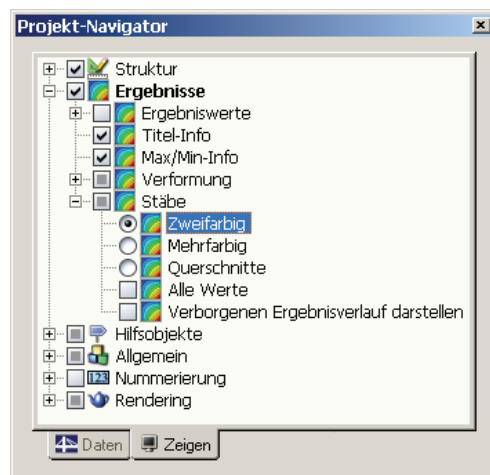 Projekt-Navigator
Struktur
Ergebnisse
Ergebniswerte
Titel-Info
Max/Min-Info
Verformung
Stäbe
Zweifarbig
Mehrfarbig
Querschnitte
Alle Werte
Verborgenen Ergebnisverlauf darstellen
Hilfsobjekte
Allgemein
123 Nummerierung
Rendering
Daten Zeigen